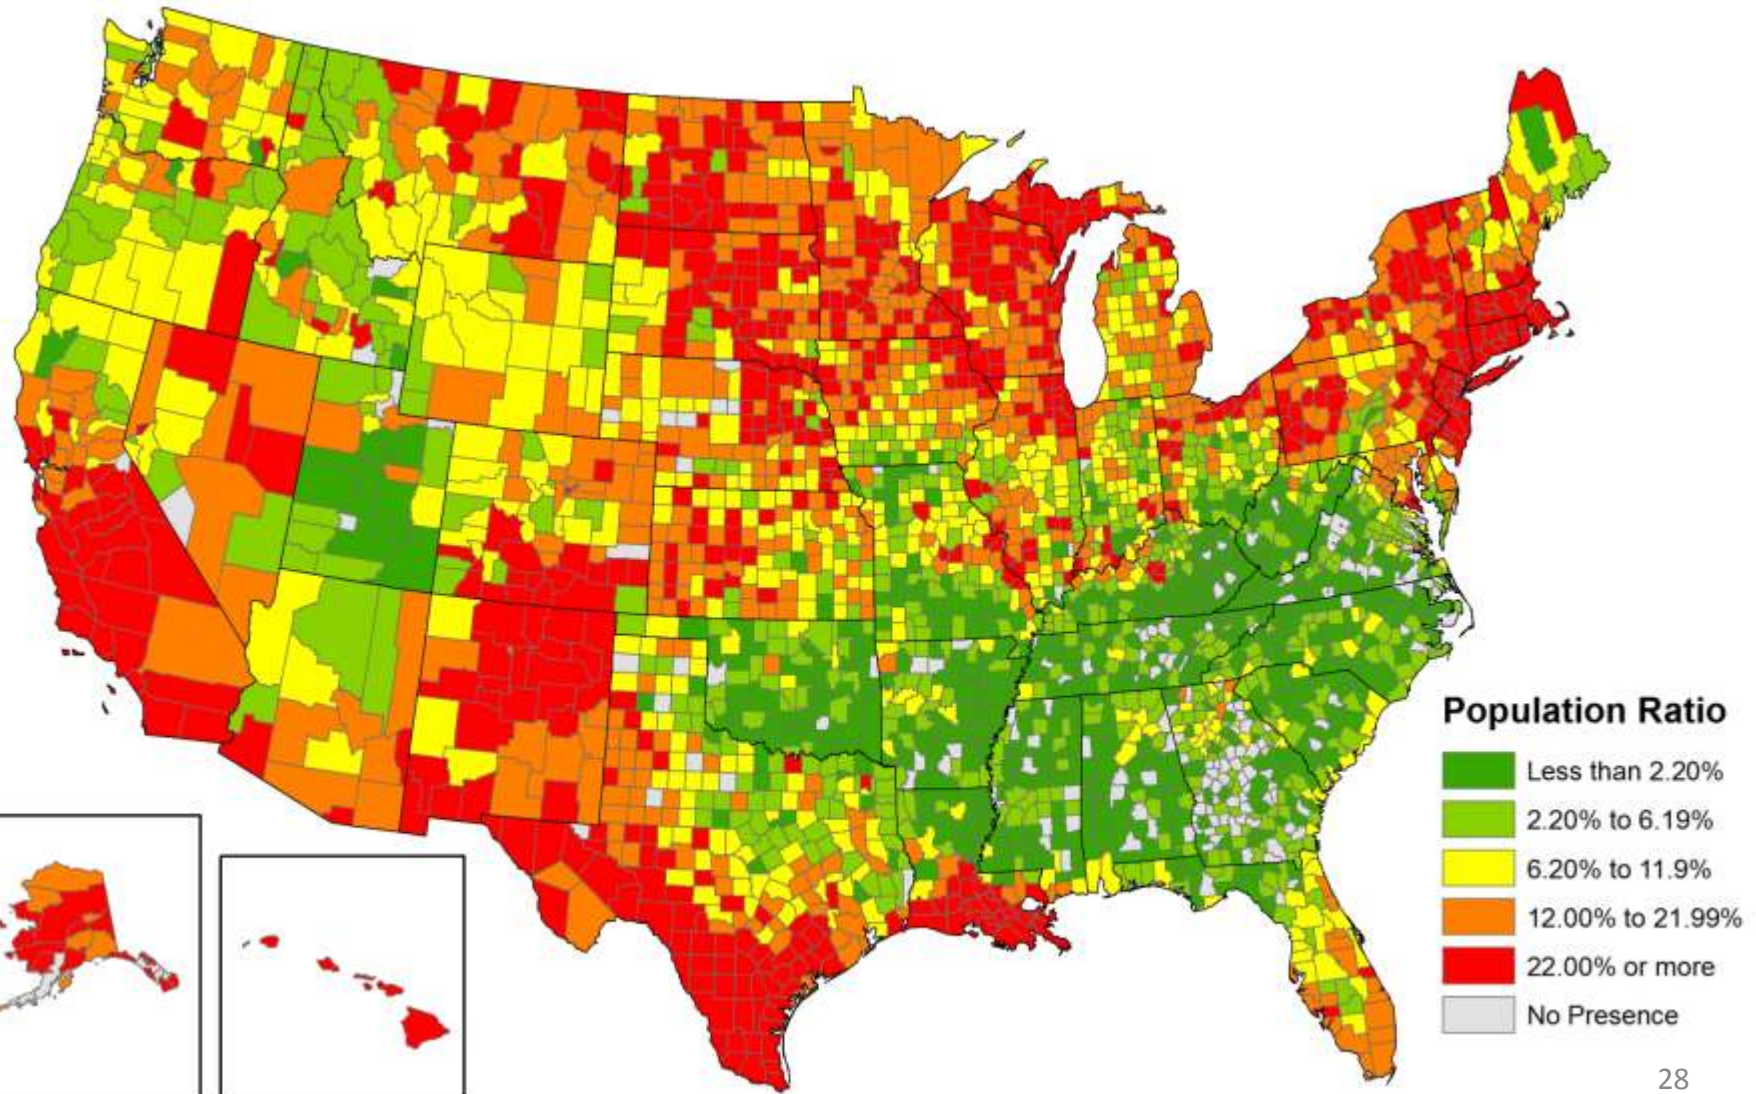 Population Ratio
Less than 2.20%
2.20% to 6.19%
6.20% to 11.9%
12.00% to 21.99%
22.00% or more
No Presence
28